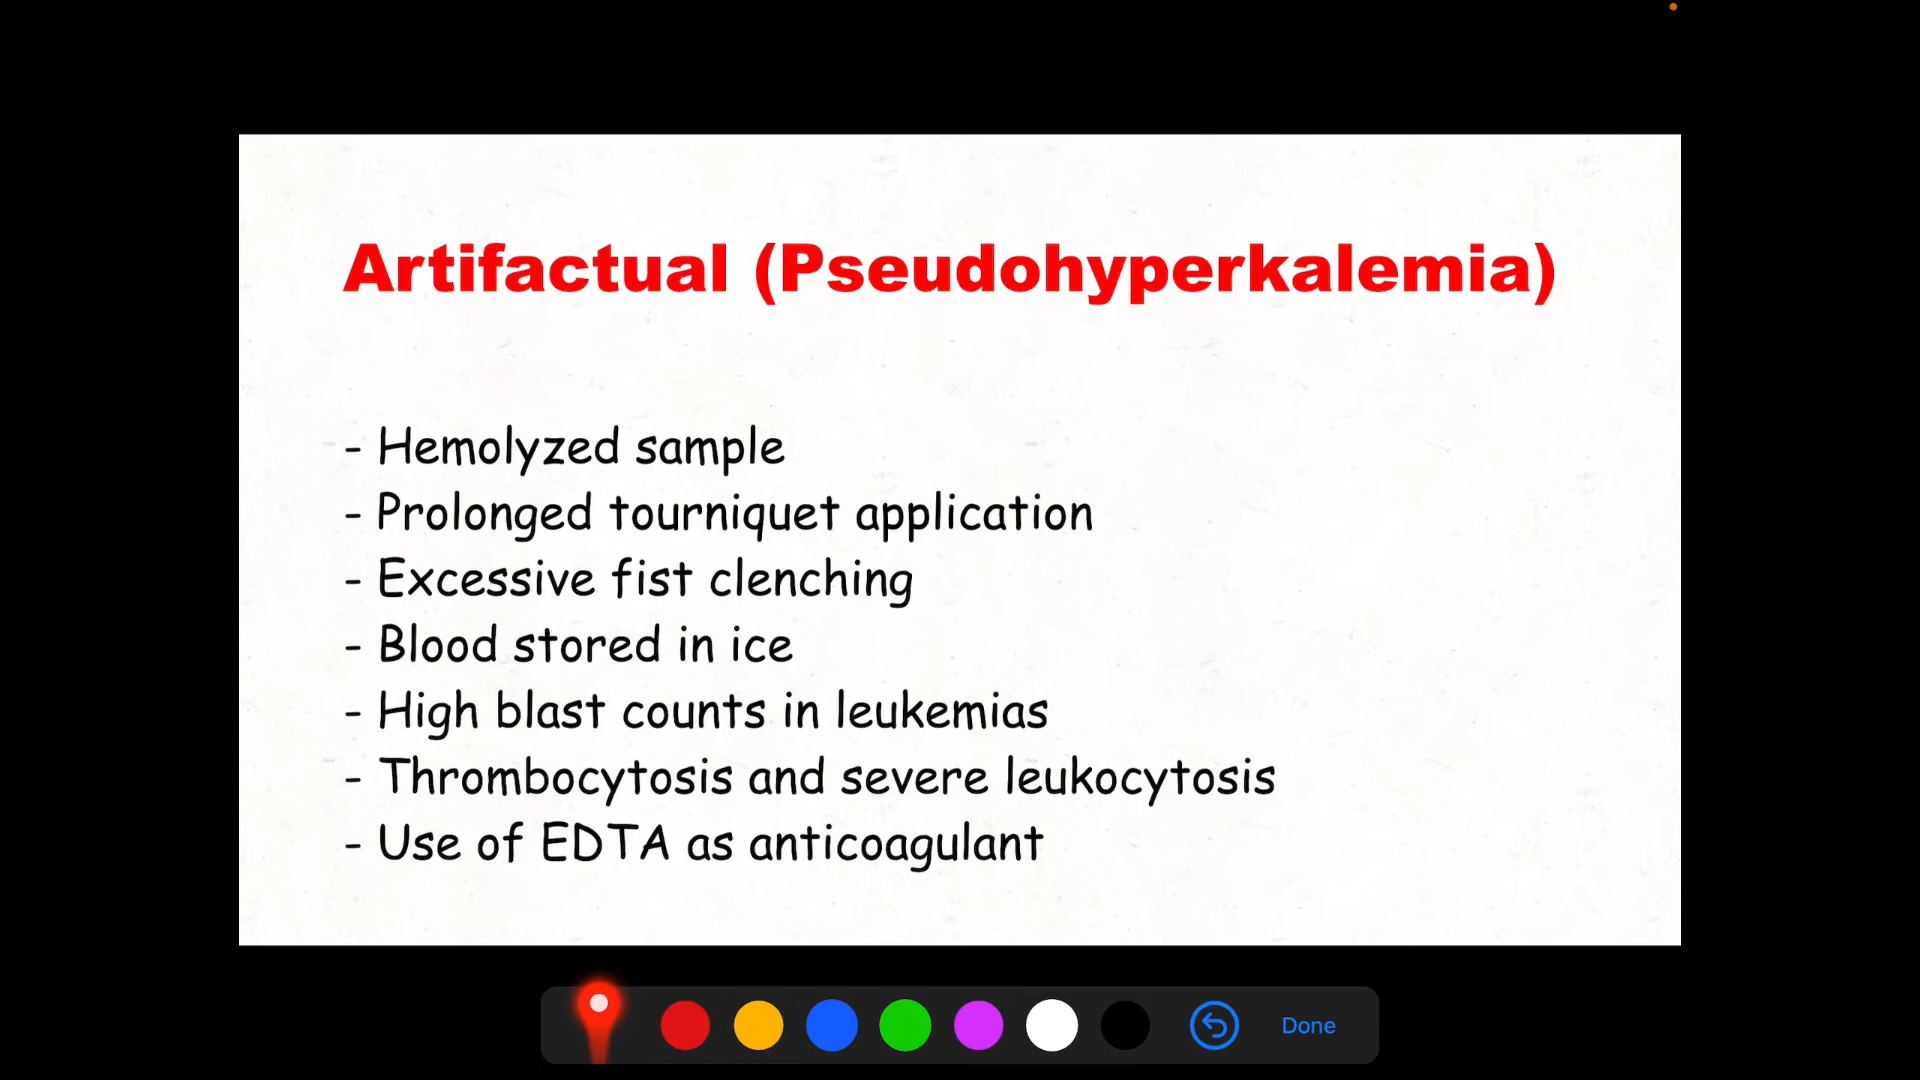 Artifactual (Pseudohyperkalemia)
- Hemolyzed sample
- Prolonged tourniquet application
- Excessive fist clenching
- Blood stored in ice
- High blast counts in leukemias
- Thrombocytosis and severe leukocytosis
- Use of EDTA as anticoagulant
Done